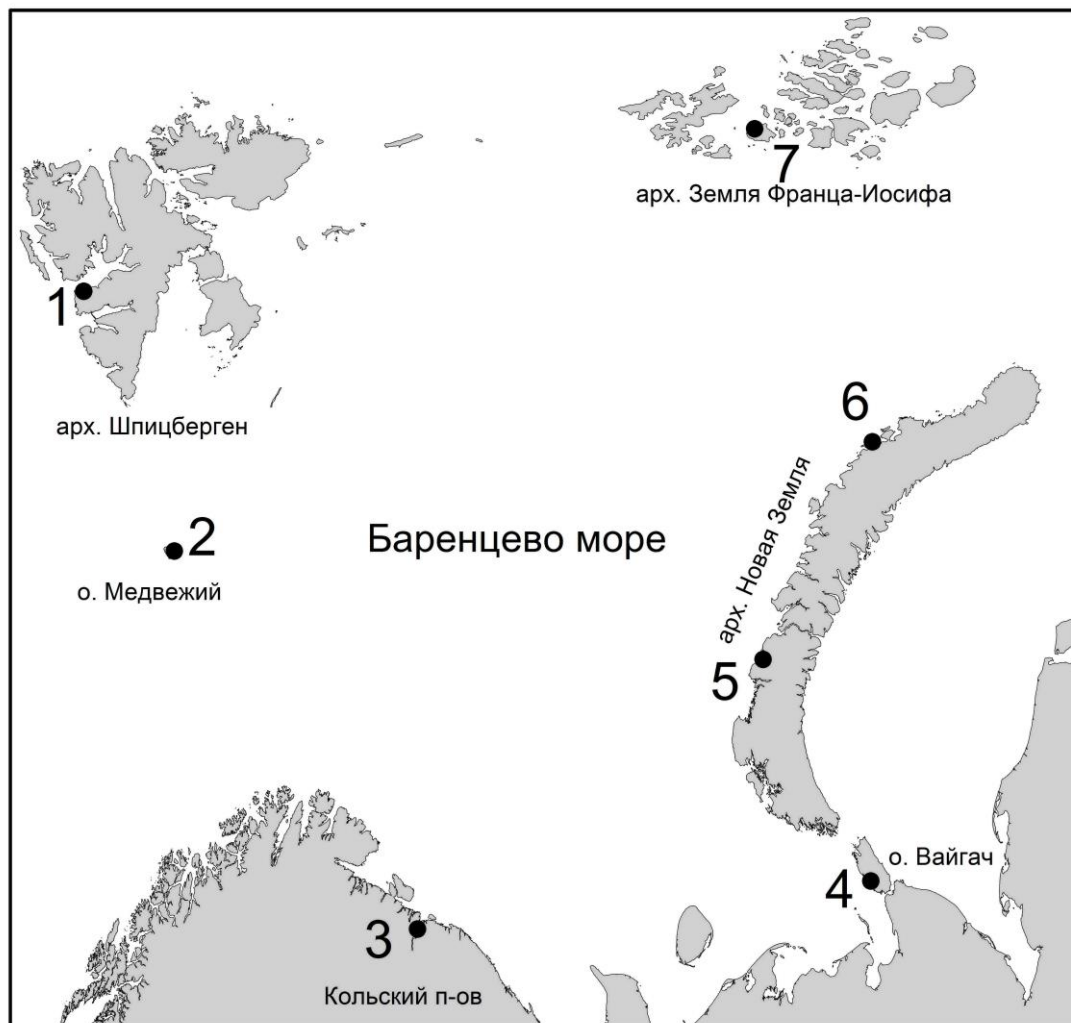 7
арх. Земля Франца-Иосифа
1
арх. Шпицберген
6
2
Баренцево море
арх. Новая Земля
о. Медвежий
5
о. Вайгач
4
3
Кольский п-ов